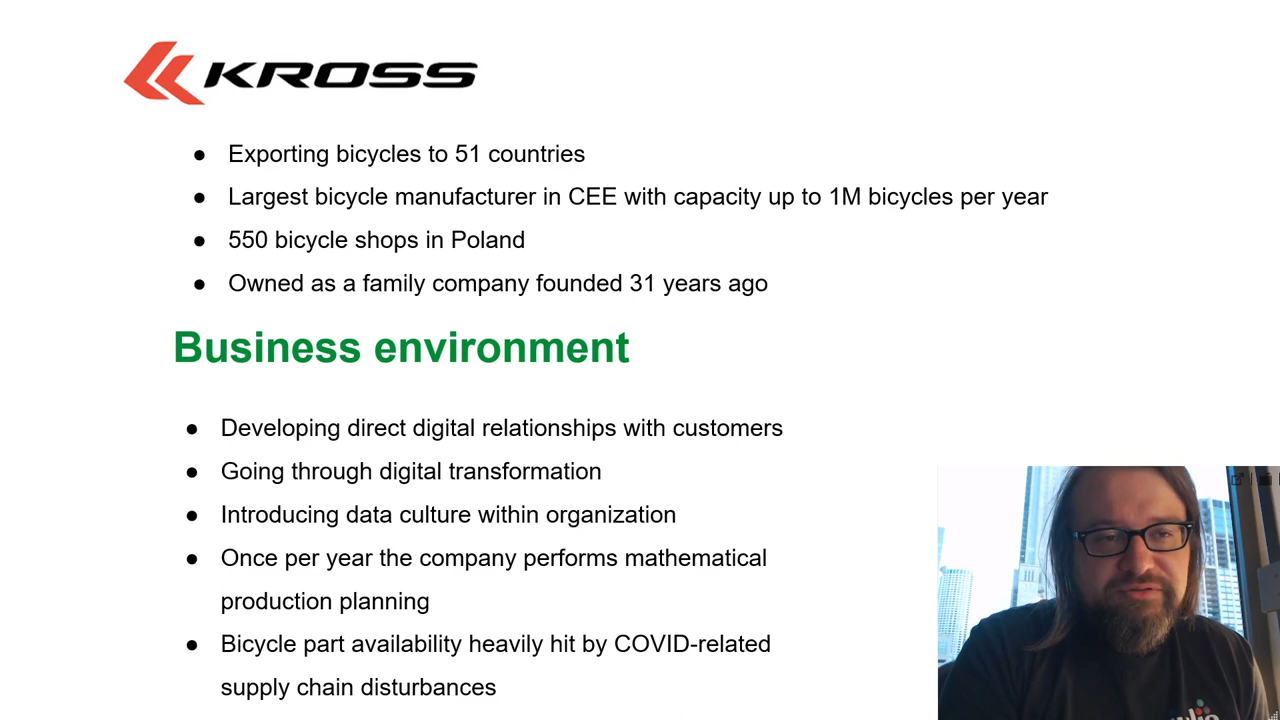 KROSS
● Exporting bicycles to 51 countries
● Largest bicycle manufacturer in CEE with capacity up to 1M bicycles per year
● 550 bicycle shops in Poland
● Owned as a family company founded 31 years ago
Business environment
● Developing direct digital relationships with customers
● Going through digital transformation
● Introducing data culture within organization
● Once per year the company performs mathematical
production planning
● Bicycle part availability heavily hit by COVID-related
supply chain disturbances